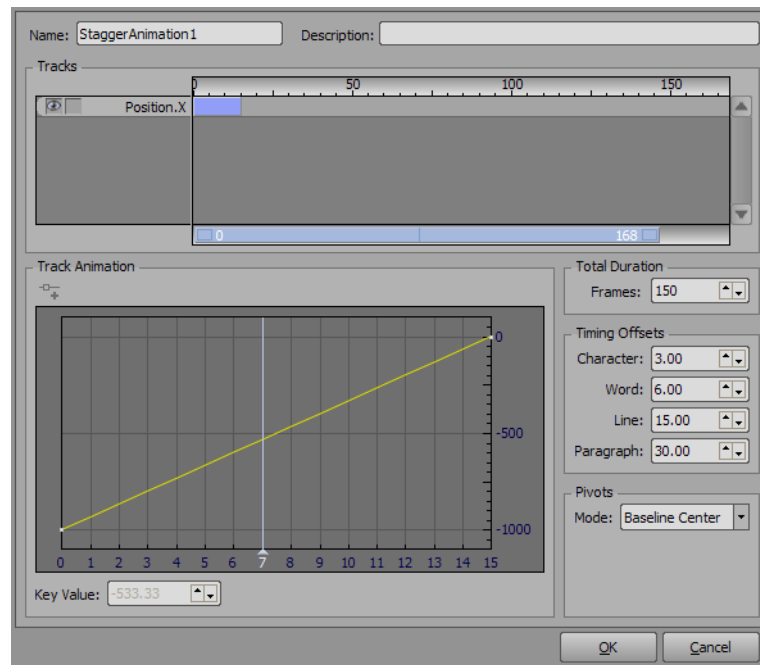 Name: StaggerAnimation1 Description:
Tracks
0 50 100 150
Position.X
0 168
Track Animation
Total Duration
Frames: 150
Timing Offsets
Character: 3.00
Word: 6.00
Line: 15.00
Paragraph: 30.00
Pivots
Mode: Baseline Center
0
-500
-1000
0 1 2 3 4 5 6 7 8 9 10 11 12 13 14 15
Key Value: -533.33
OK Cancel